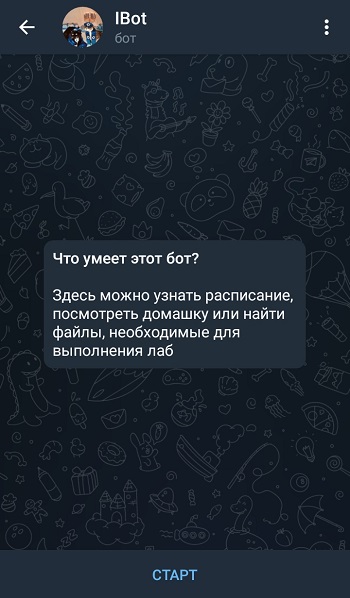 IBot
бот
Что умеет этот бот?
Здесь можно узнать расписание,
посмотреть домашку или найти
файлы, необходимые для
выполнения лаб
СТАРТ